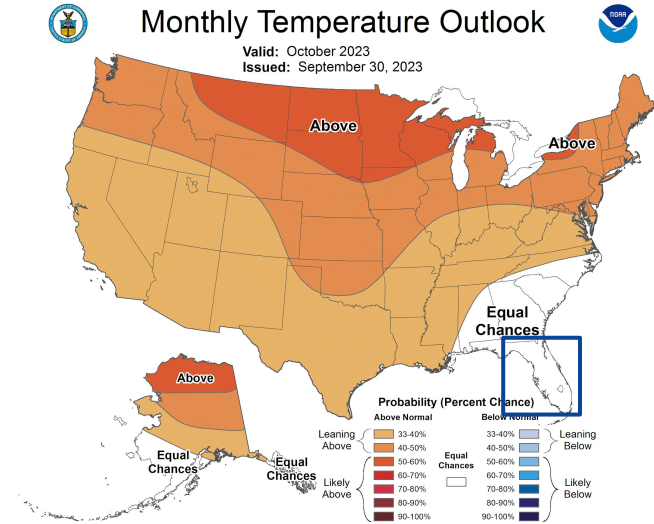 Monthly Temperature Outlook
NOAA
Valid: October 2023
Issued: September 30, 2023
Above
Above
Equal
Chances
Above
Equal
Chances
Equal
Chances
Probability (Percent Chance)
Above Normal
Below Normal
Leaning
Above
33-40%
40-50%
Likely
Above
50-60%
60-70%
70-80%
80-90%
90-100%
Equal
Chances
33-40%
40-50%
Leaning
Below
50-60%
60-70%
70-80%
80-90%
90-100%
Likely
Below